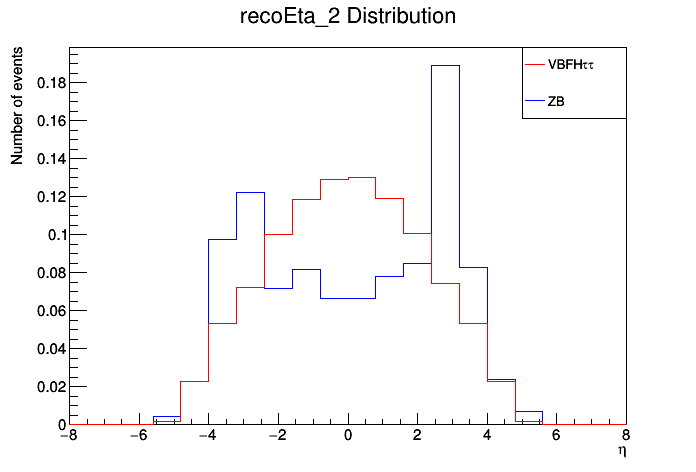 recoEta_2 Distribution
Number of events
VBFHττ
ZB
0.18
0.16
0.14
0.12
0.1
0.08
0.06
0.04
0.02
0
−8 −6 −4 −2 0 2 4 6 8
η